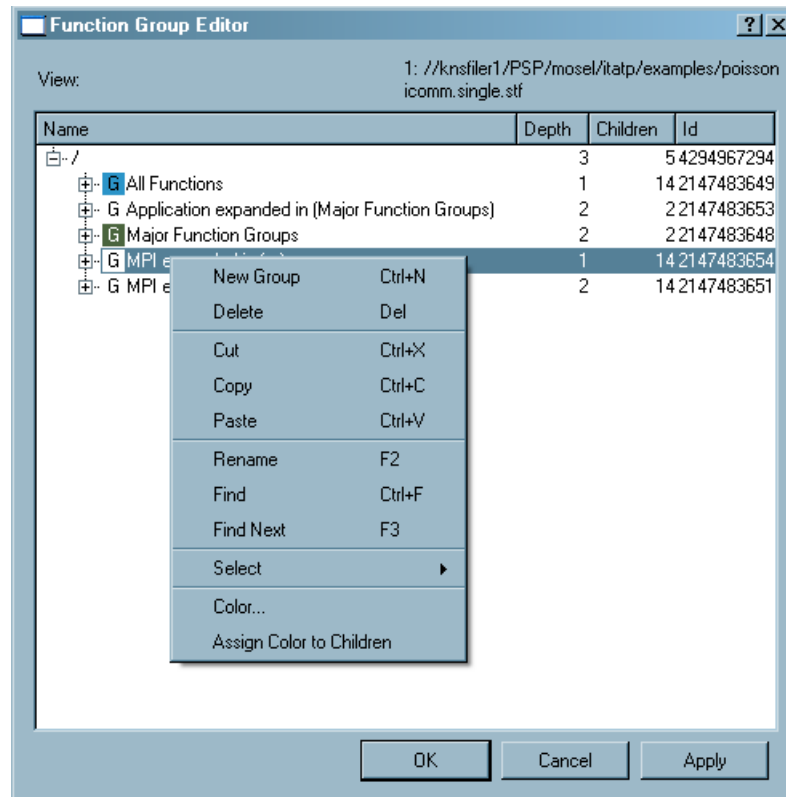 Function Group Editor
View:
1: //knsfiler1/PSP/mosel/itatp/examples/poisson
icomm.single.stf
Name Depth Children Id
/ 3 5 4294967294
G All Functions 1 14 2147483649
G Application expanded in (Major Function Groups) 2 2 2147483653
G Major Function Groups 2 2 2147483648
G MPI 1 14 2147483654
G MPI 2 14 2147483651
New Group Ctrl+N
Delete Del
Cut Ctrl+X
Copy Ctrl+C
Paste Ctrl+V
Rename F2
Find Ctrl+F
Find Next F3
Select
Color...
Assign Color to Children
OK Cancel Apply